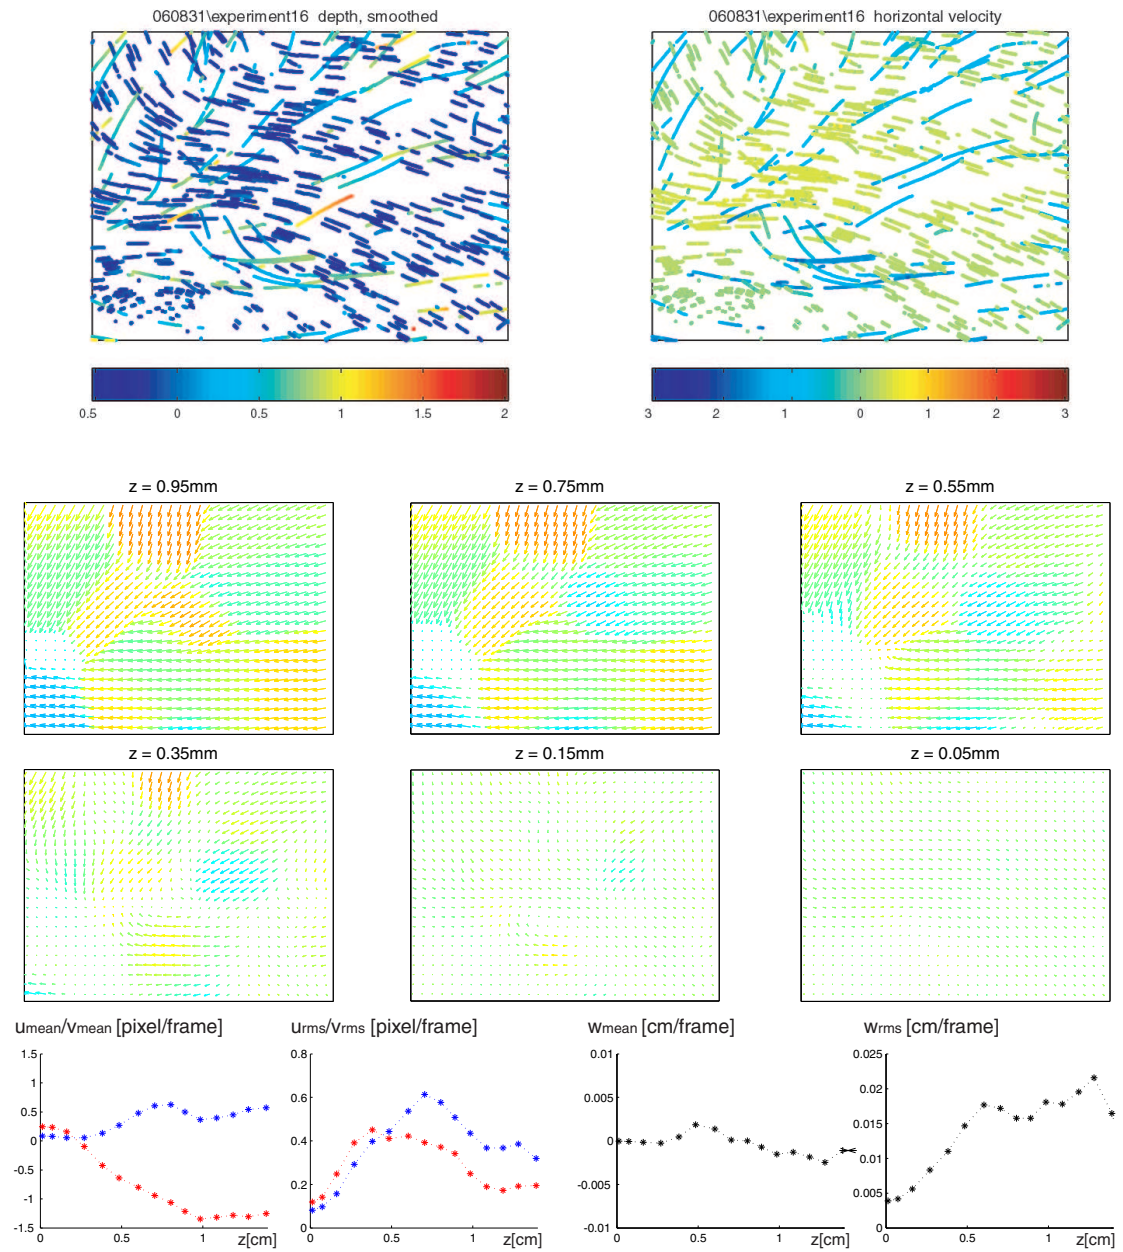 060831\experiment16 depth, smoothed
060831\experiment16 horizontal velocity
0.5 0 0.5 1 1.5 2
3 2 1 0 1 2 3
z = 0.95mm
z = 0.75mm
z = 0.55mm
z = 0.35mm
z = 0.15mm
z = 0.05mm
umean/vmean [pixel/frame]
urms/vrms [pixel/frame]
wmean [cm/frame]
wrms [cm/frame]
1.5
1
0.5
0
-0.5
-1
-1.5
0 0.5 1 z[cm]
0.8
0.6
0.4
0.2
0
0 0.5 1 z[cm]
0.01
0.005
0
-0.005
-0.01
0 0.5 1 z[cm]
0.025
0.02
0.015
0.01
0.005
0
0 0.5 1 z[cm]